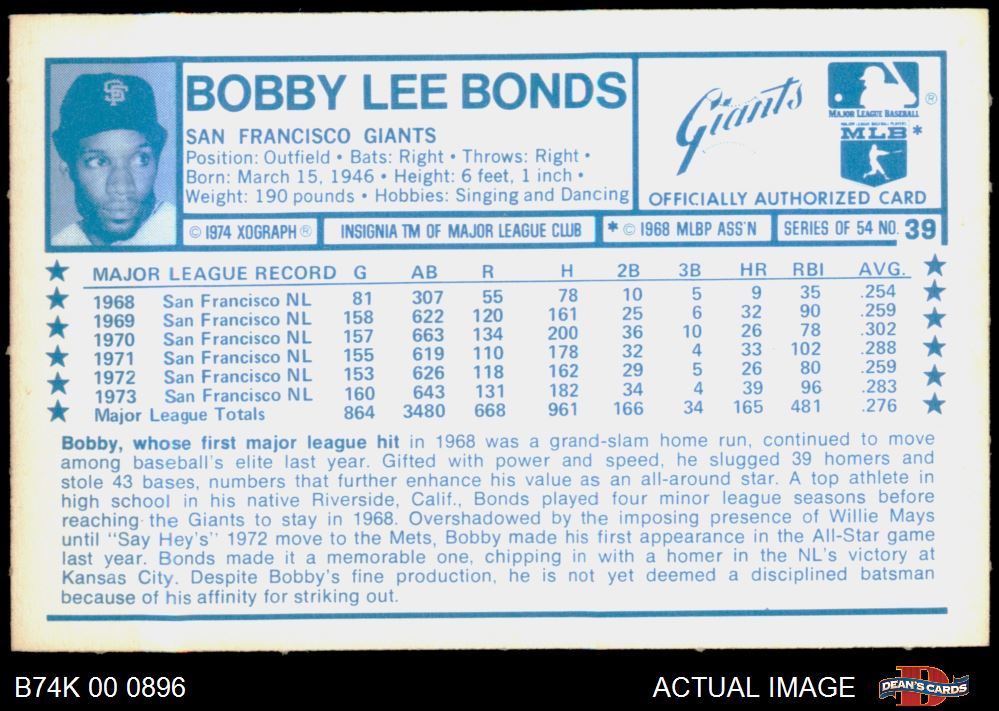 SF
BOBBY LEE BONDS
SAN FRANCISCO GIANTS
Position: Outfield • Bats: Right • Throws: Right •
Born: March 15, 1946 • Height: 6 feet, 1 inch •
Weight: 190 pounds • Hobbies: Singing and Dancing
Giants
MAJOR LEAGUE BASEBALL ®
MAJOR LEAGUE BASEBALL PLAYERS
MLB*
OFFICIALLY AUTHORIZED CARD
© 1974 XOGRAPH ® INSIGNIA TM OF MAJOR LEAGUE CLUB * © 1968 MLBP ASS'N SERIES OF 54 NO. 39
MAJOR LEAGUE RECORD G AB R H 2B 3B HR RBI AVG.
1968 San Francisco NL 81 307 55 78 10 5 9 35 .254
1969 San Francisco NL 158 622 120 161 25 6 32 90 .259
1970 San Francisco NL 157 663 134 200 36 10 26 78 .302
1971 San Francisco NL 155 619 110 178 32 4 33 102 .288
1972 San Francisco NL 153 626 118 162 29 5 26 80 .259
1973 San Francisco NL 160 643 131 182 34 4 39 96 .283
Major League Totals 864 3480 668 961 166 34 165 481 .276
Bobby, whose first major league hit in 1968 was a grand-slam home run, continued to move
among baseball's elite last year. Gifted with power and speed, he slugged 39 homers and
stole 43 bases, numbers that further enhance his value as an all-around star. A top athlete in
high school in his native Riverside, Calif., Bonds played four minor league seasons before
reaching the Giants to stay in 1968. Overshadowed by the imposing presence of Willie Mays
until "Say Hey's" 1972 move to the Mets, Bobby made his first appearance in the All-Star game
last year. Bonds made it a memorable one, chipping in with a homer in the NL's victory at
Kansas City. Despite Bobby's fine production, he is not yet deemed a disciplined batsman
because of his affinity for striking out.
B74K 00 0896
ACTUAL IMAGE
D
DEAN'S CARDS